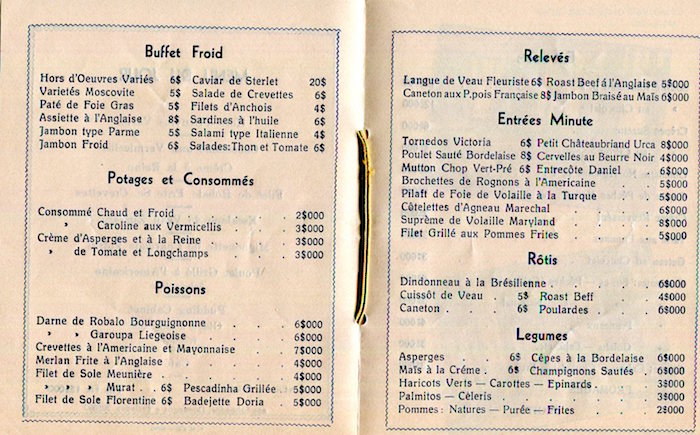 Buffet Froid
Hors d'Oeuvres Variés 6$ Caviar de Sterlet 20$
Varietés Moscovite 5$ Salade de Crevettes 6$
Paté de Foie Gras 5$ Filets d'Anchois 4$
Assiette à l'Anglaise 8$ Sardines à l'huile 6$
Jambon type Parme 5$ Salami type Italienne 4$
Jambon Froid 6$ Salades: Thon et Tomate 6$
Potages et Consommés
Consommé Chaud et Froid . . . . 2$000
» Caroline aux Vermicellis . 3$000
Crème d'Asperges et à la Reine . . 3$000
» de Tomate et Longchamps . . 3$000
Poissons
Darne de Robalo Bourguignonne . . . 6$000
» » Garoupa Liegeoise . . . . 6$000
Crevettes à l'Americaine et Mayonnaise 7$000
Merlan Frite à l'Anglaise . . . . 4$000
Filet de Sole Meunière . . . . . 4$000
» » » Murat . 6$ Pescadinha Grillée 5$000
Filet de Sole Florentine 6$ Badejette Doria . 5$000
Relevés
Langue de Veau Fleuriste 6$ Roast Beef á l'Anglaise 5$000
Caneton aux P.pois Française 8$ Jambon Braisé au Maïs 6$000
Entrées Minute
Tornedos Victoria 6$ Petit Châteaubriand Urca 8$000
Poulet Sauté Bordelaise 8$ Cervelles au Beurre Noir 4$000
Mutton Chop Vert-Pré 6$ Entrecôte Daniel . 6$000
Brochettes de Rognons à l'Americaine . 5$000
Pilaft de Foie de Volaille à la Turque . 5$000
Côtelettes d'Agneau Marechal . . . 6$000
Suprème de Volaille Maryland . . . 8$000
Filet Grillé aux Pommes Frites . . . 5$000
Rôtis
Dindonneau à la Brésilienne . . . . 6$000
Cuissôt de Veau . 5$ Roast Beff . . 4$000
Caneton . . . 6$ Poulardes . . 6$000
Legumes
Asperges . . 6$ Cêpes à la Bordelaise 6$000
Maïs à la Créme . 6$ Champignons Sautés 6$000
Haricots Verts — Carottes — Epinards . 3$000
Palmitos — Cèleris . . . . . 3$000
Pommes: Natures — Purée — Frites . . 2$000